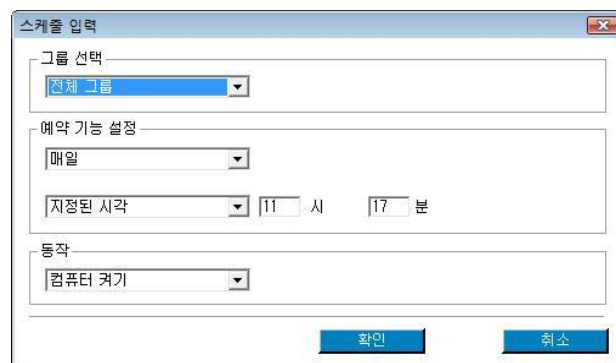 스케줄 입력
그룹 선택
전체 그룹
예약 기능 설정
매일
지정된 시각 11 시 17 분
동작
컴퓨터 켜기
확인 취소